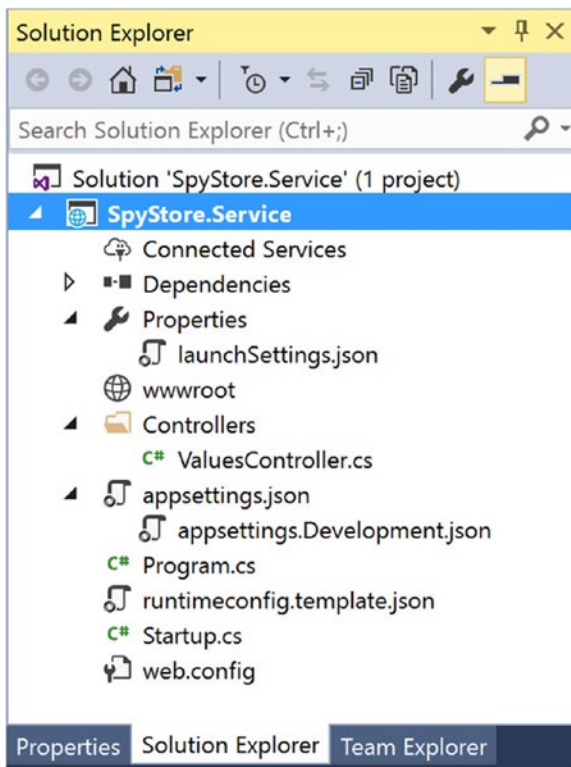 Solution Explorer
Search Solution Explorer (Ctrl+;)
Solution 'SpyStore.Service' (1 project)
SpyStore.Service
Connected Services
Dependencies
Properties
launchSettings.json
wwwroot
Controllers
C# ValuesController.cs
appsettings.json
appsettings.Development.json
C# Program.cs
runtimeconfig.template.json
C# Startup.cs
web.config
Properties Solution Explorer Team Explorer